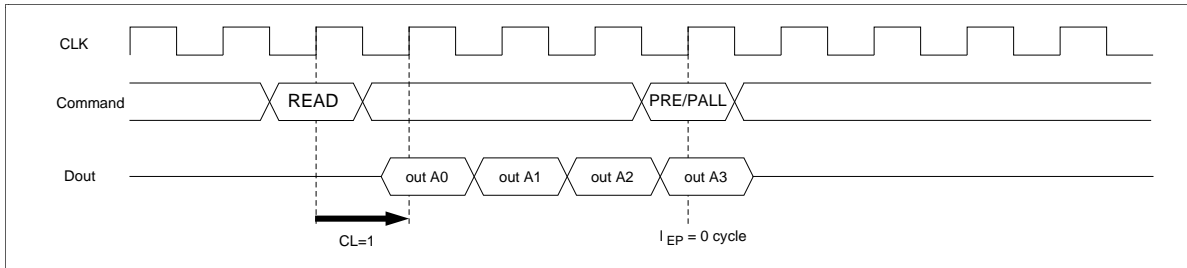 CLK
Command READ PRE/PALL
Dout out A0 out A1 out A2 out A3
CL=1 l EP = 0 cycle